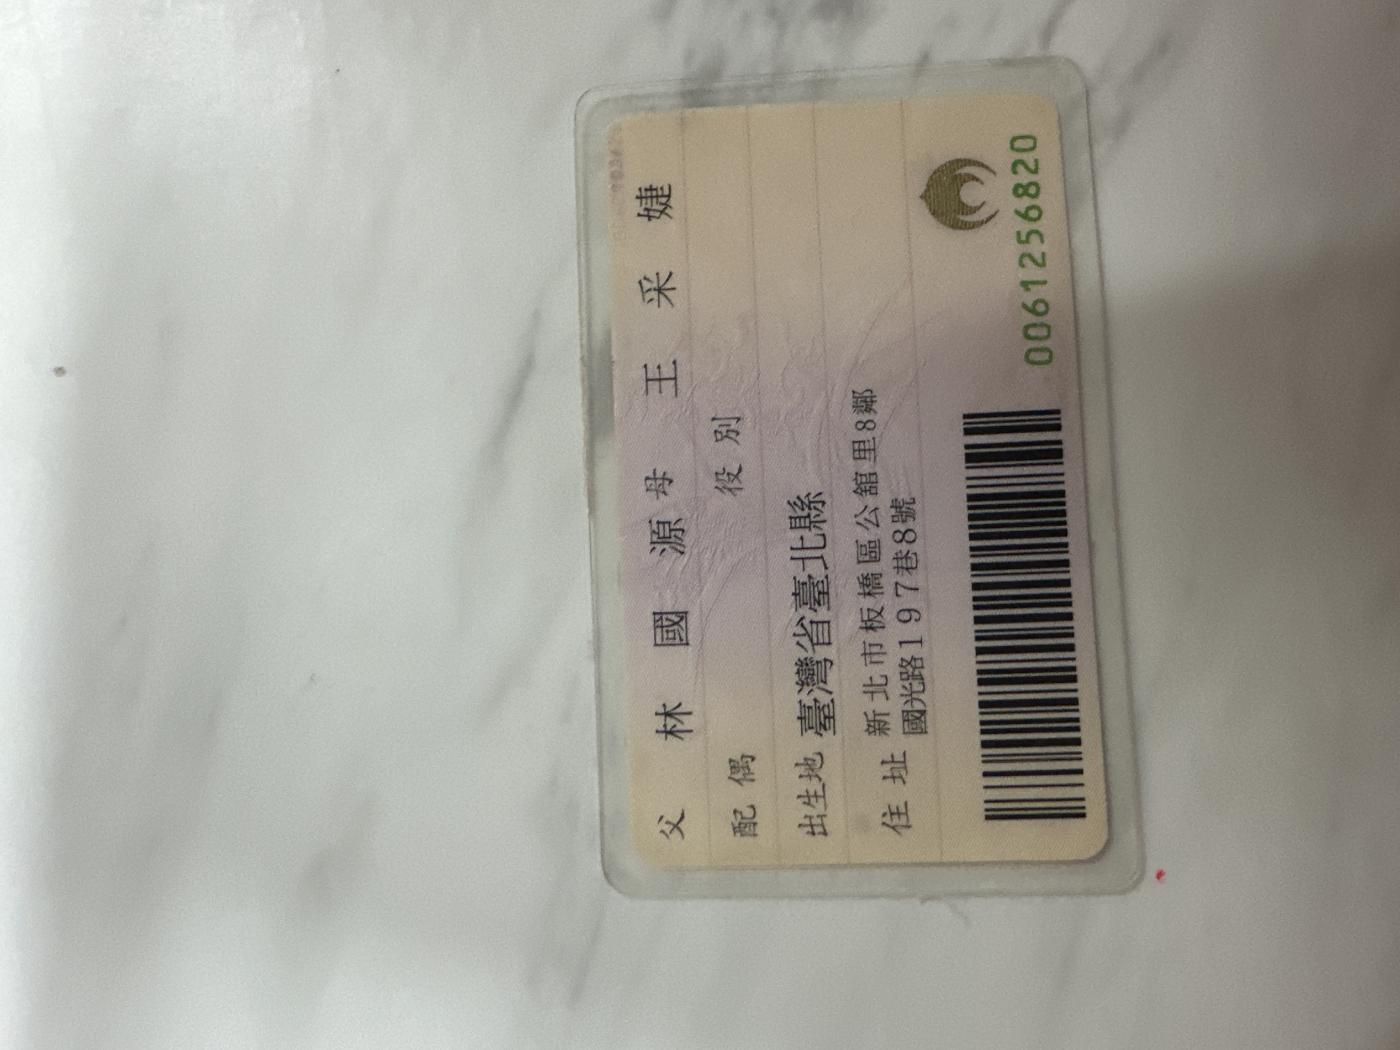 父 林國源 母 王采婕
配偶 役別
出生地 臺灣省臺北縣
住址 新北市板橋區公舘里8鄰
國光路197巷8號
0061256820